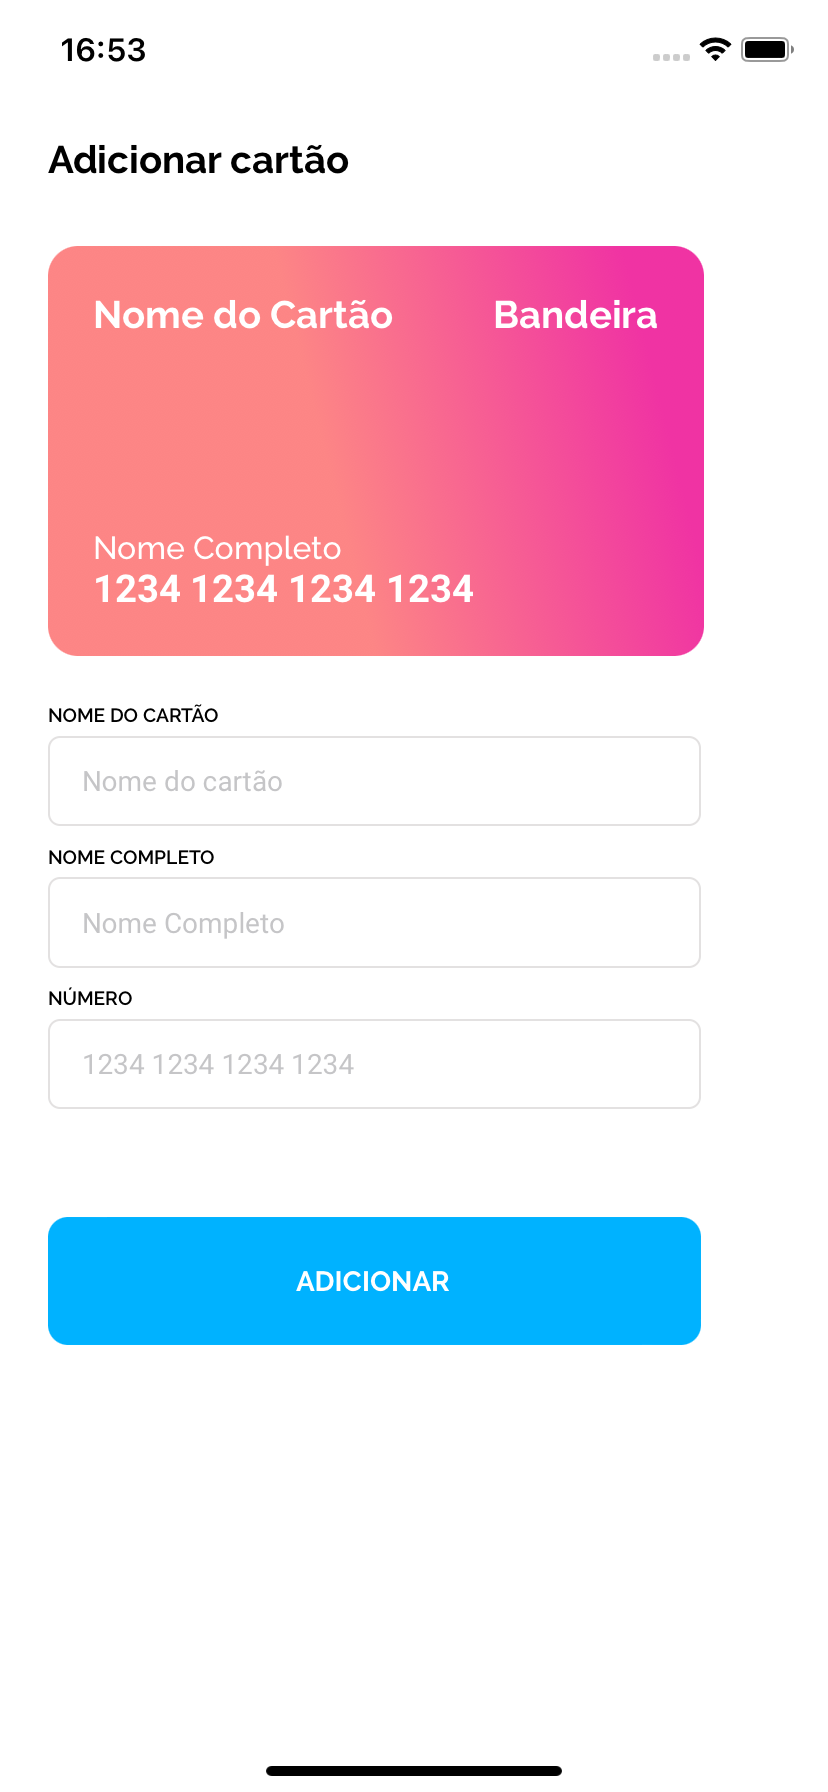 16:53
Adicionar cartão
Nome do Cartão Bandeira
Nome Completo
1234 1234 1234 1234
NOME DO CARTÃO
Nome do cartão
NOME COMPLETO
Nome Completo
NÚMERO
1234 1234 1234 1234
ADICIONAR